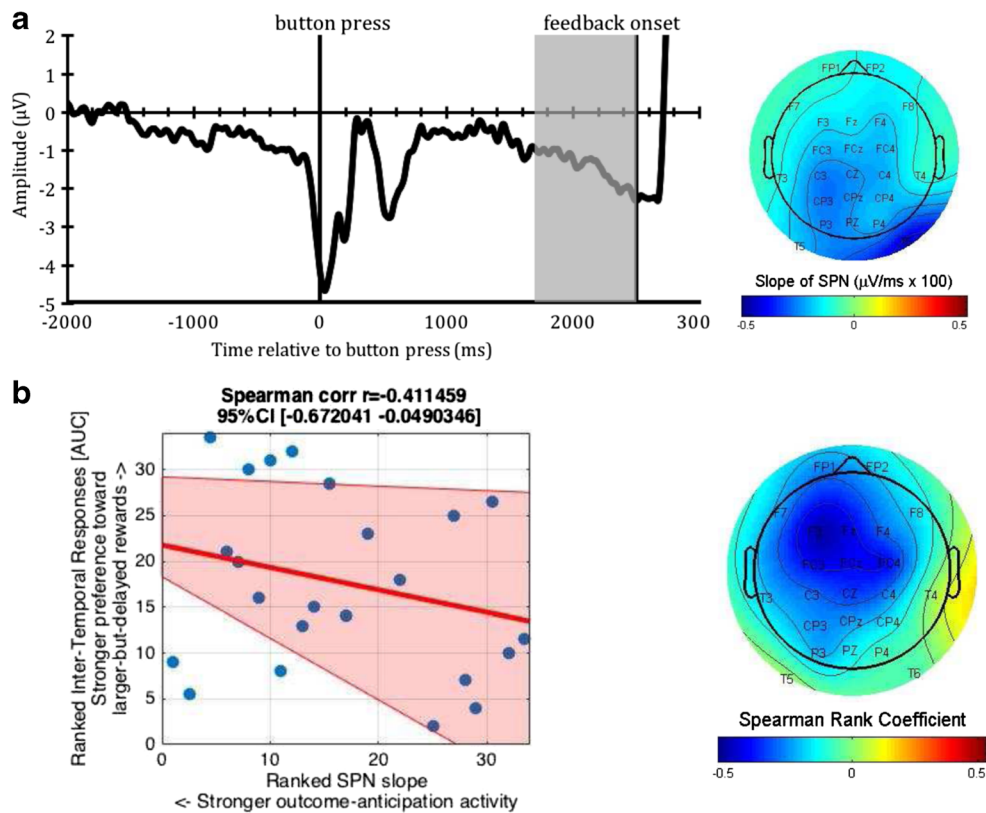 a
button press
feedback onset
2
1
0
-1
-2
-3
-4
-5
Amplitude (µV)
-2000
-1000
0
1000
2000
300
Time relative to button press (ms)
FP1 FP2
F7 F8
F3 Fz F4
FC3 FCz FC4
T3 C3 CZ C4 T4
CP3 CPz CP4
P3 PZ P4
T5
Slope of SPN (µV/ms x 100)
-0.5 0 0.5
b
Spearman corr r=-0.411459
95%CI [-0.672041 -0.0490346]
Ranked Inter-Temporal Responses [AUC]
Stronger preference toward
larger-but-delayed rewards ->
30
25
20
15
10
5
0
0 10 20 30
Ranked SPN slope
<- Stronger outcome-anticipation activity
FP1 FP2
F7 F8
F3 Fz F4
FC3 FCz FC4
T3 C3 CZ C4 T4
CP3 CPz CP4
P3 PZ P4
T5 T6
Spearman Rank Coefficient
-0.5 0 0.5